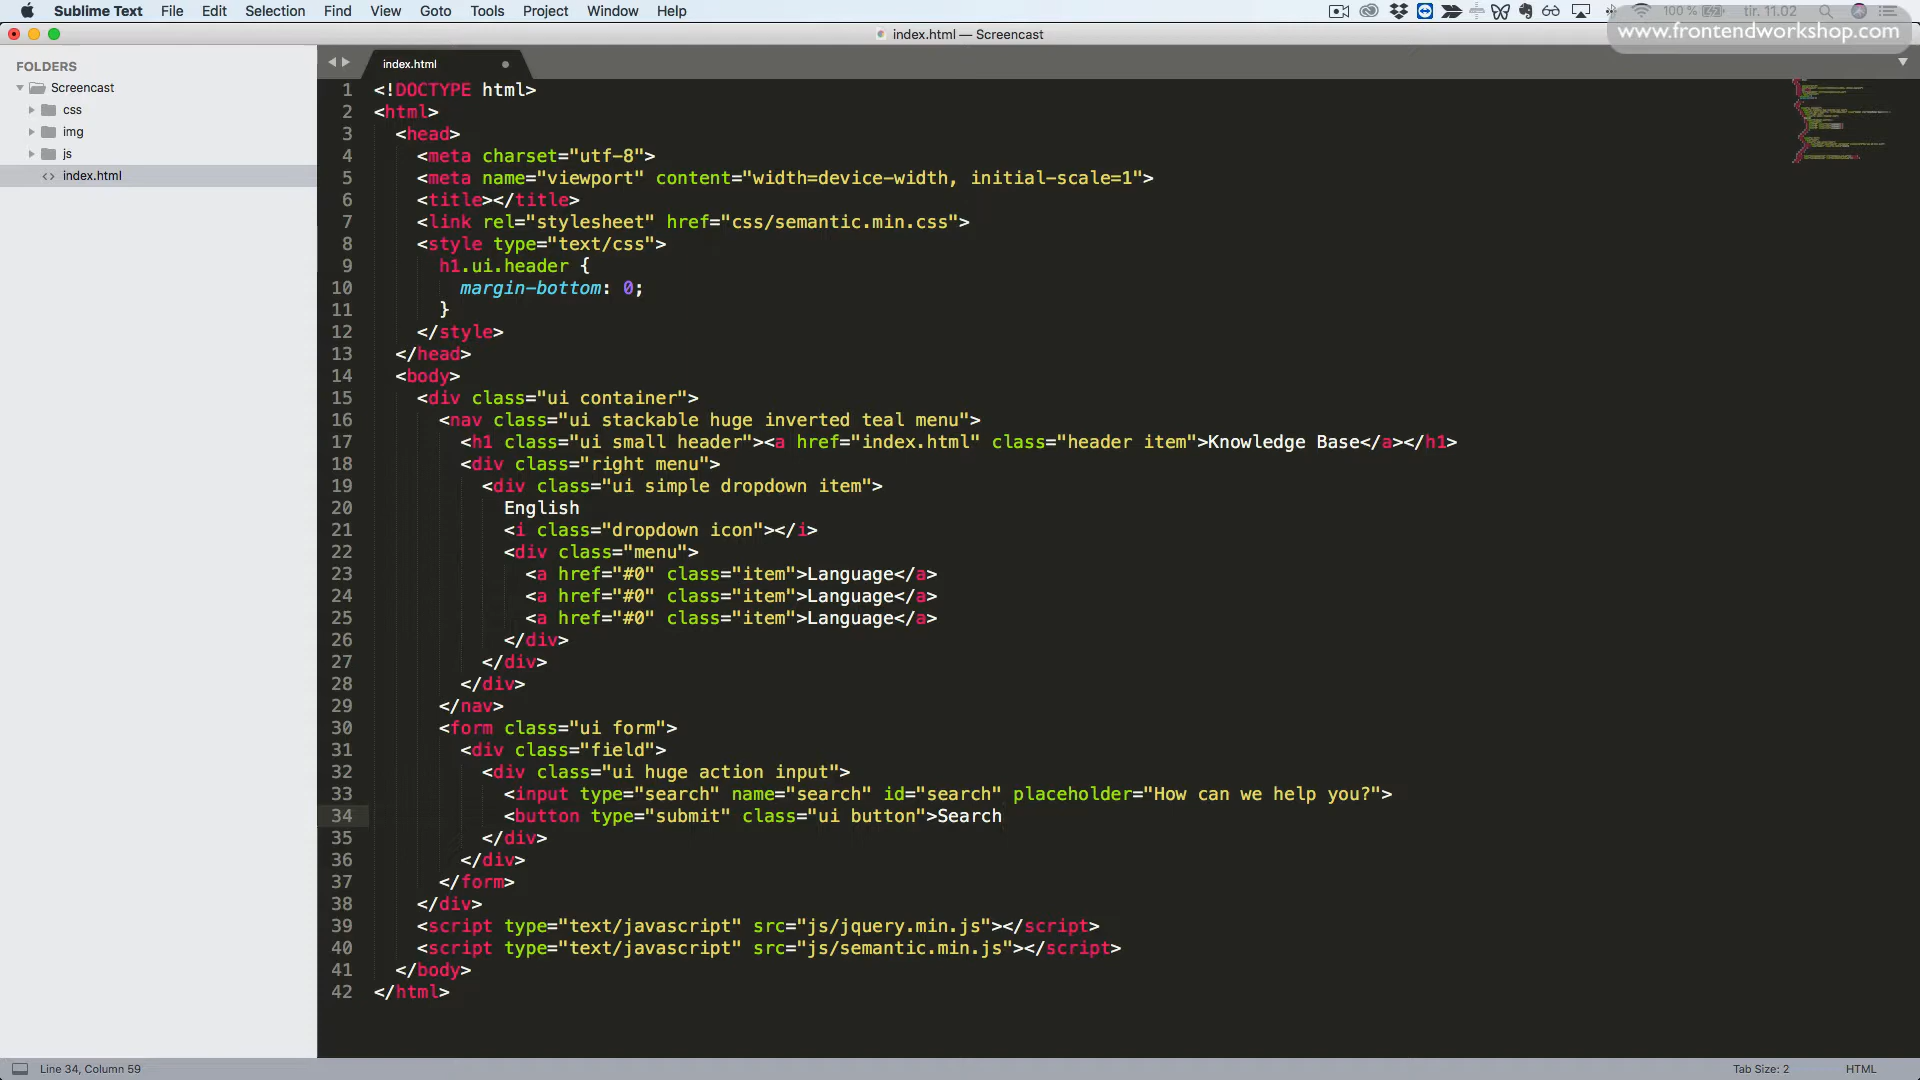 Sublime Text File Edit Selection Find View Goto Tools Project Window Help 100 % tir. 11.02
www.frontendworkshop.com
index.html — Screencast
FOLDERS
Screencast
css
img
js
index.html
index.html
1 <!DOCTYPE html>
2 <html>
3 <head>
4 <meta charset="utf-8">
5 <meta name="viewport" content="width=device-width, initial-scale=1">
6 <title></title>
7 <link rel="stylesheet" href="css/semantic.min.css">
8 <style type="text/css">
9 h1.ui.header {
10 margin-bottom: 0;
11 }
12 </style>
13 </head>
14 <body>
15 <div class="ui container">
16 <nav class="ui stackable huge inverted teal menu">
17 <h1 class="ui small header"><a href="index.html" class="header item">Knowledge Base</a></h1>
18 <div class="right menu">
19 <div class="ui simple dropdown item">
20 English
21 <i class="dropdown icon"></i>
22 <div class="menu">
23 <a href="#0" class="item">Language</a>
24 <a href="#0" class="item">Language</a>
25 <a href="#0" class="item">Language</a>
26 </div>
27 </div>
28 </div>
29 </nav>
30 <form class="ui form">
31 <div class="field">
32 <div class="ui huge action input">
33 <input type="search" name="search" id="search" placeholder="How can we help you?">
34 <button type="submit" class="ui button">Search
35 </div>
36 </div>
37 </form>
38 </div>
39 <script type="text/javascript" src="js/jquery.min.js"></script>
40 <script type="text/javascript" src="js/semantic.min.js"></script>
41 </body>
42 </html>
Line 34, Column 59
Tab Size: 2
HTML